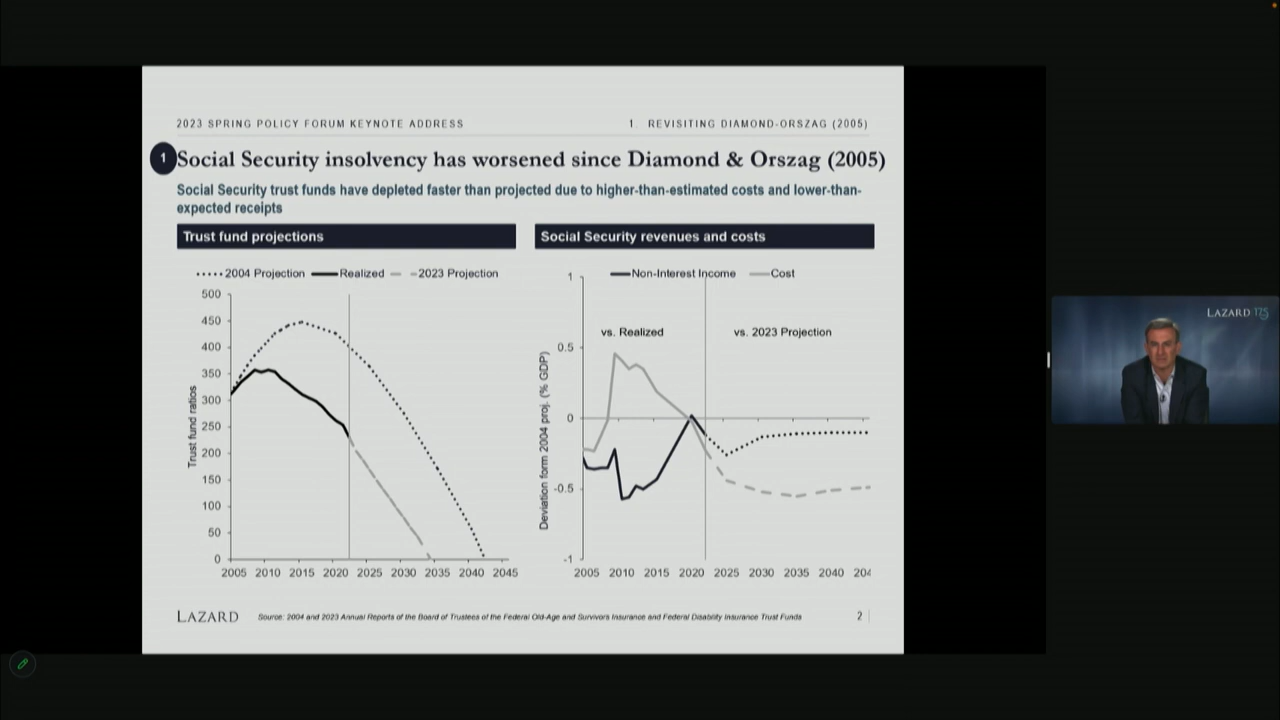 2023 SPRING POLICY FORUM KEYNOTE ADDRESS
1. REVISITING DIAMOND-ORSZAG (2005)
1
Social Security insolvency has worsened since Diamond & Orszag (2005)
Social Security trust funds have depleted faster than projected due to higher-than-estimated costs and lower-than-
expected receipts
Trust fund projections
2004 Projection Realized 2023 Projection
Trust fund ratios
500
450
400
350
300
250
200
150
100
50
0
2005 2010 2015 2020 2025 2030 2035 2040 2045
Social Security revenues and costs
Non-Interest Income Cost
vs. Realized vs. 2023 Projection
Deviation form 2004 proj. (% GDP)
1
0.5
0
-0.5
-1
2005 2010 2015 2020 2025 2030 2035 2040 204
LAZARD
Source: 2004 and 2023 Annual Reports of the Board of Trustees of the Federal Old-Age and Survivors Insurance and Federal Disability Insurance Trust Funds
2
LAZARD 175